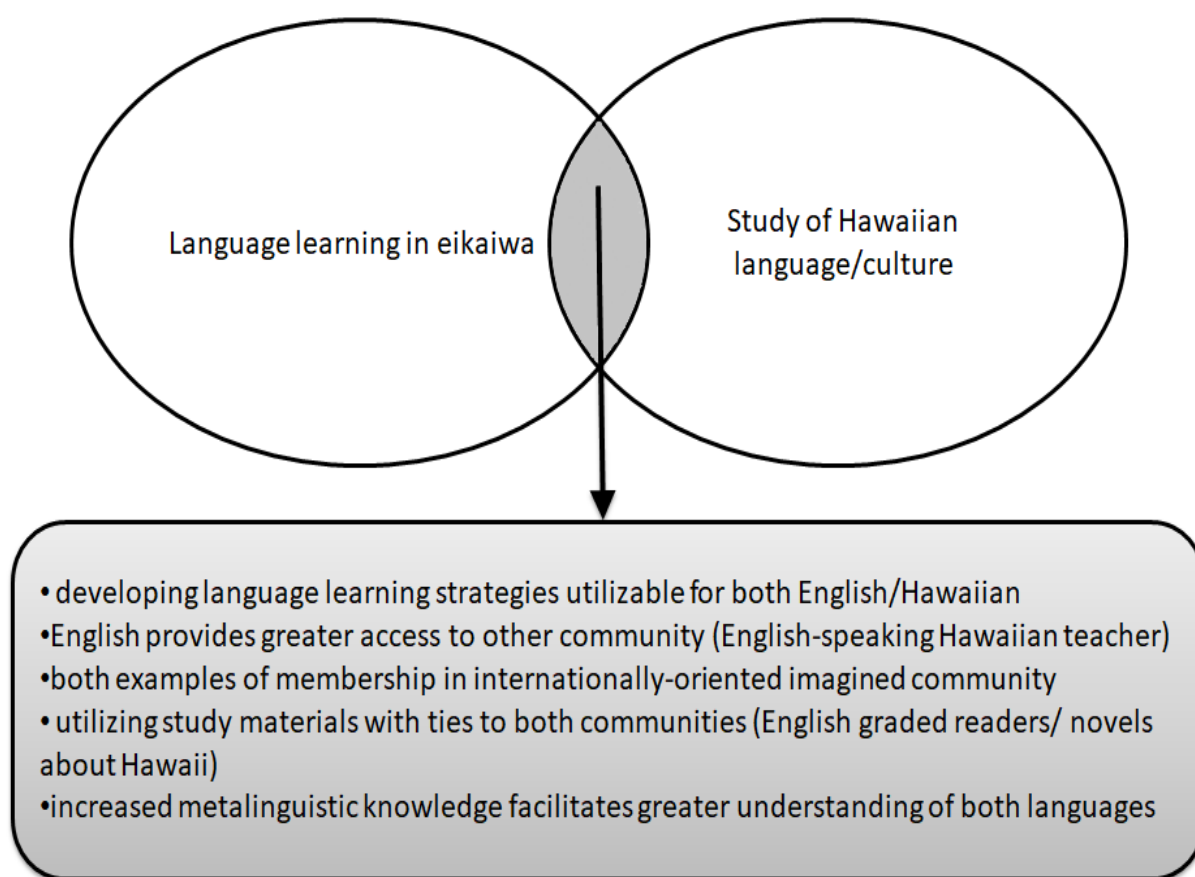 Language learning in eikaiwa
Study of Hawaiian
language/culture
• developing language learning strategies utilizable for both English/Hawaiian
•English provides greater access to other community (English-speaking Hawaiian teacher)
•both examples of membership in internationally-oriented imagined community
• utilizing study materials with ties to both communities (English graded readers/ novels
about Hawaii)
•increased metalinguistic knowledge facilitates greater understanding of both languages